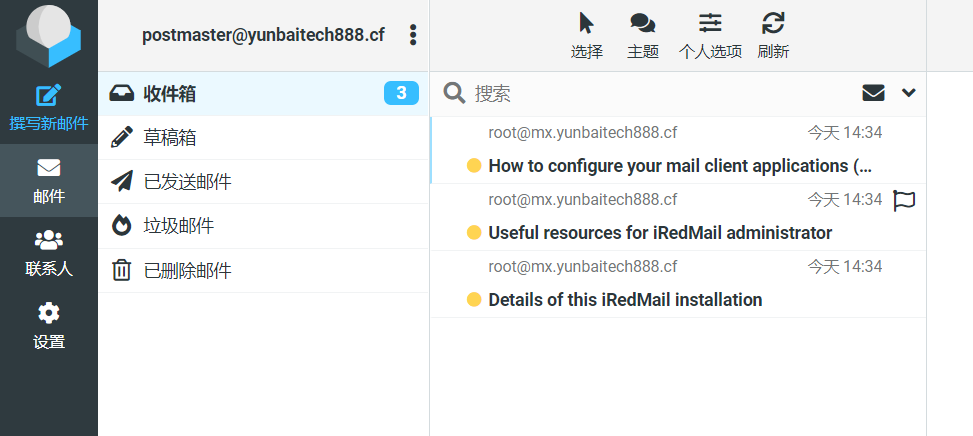 postmaster@yunbaitech888.cf
选择
主题
个人选项
刷新
撰写新邮件
邮件
联系人
设置
收件箱
3
草稿箱
已发送邮件
垃圾邮件
已删除邮件
搜索
root@mx.yunbaitech888.cf 今天 14:34
How to configure your mail client applications (...
root@mx.yunbaitech888.cf 今天 14:34
Useful resources for iRedMail administrator
root@mx.yunbaitech888.cf 今天 14:34
Details of this iRedMail installation